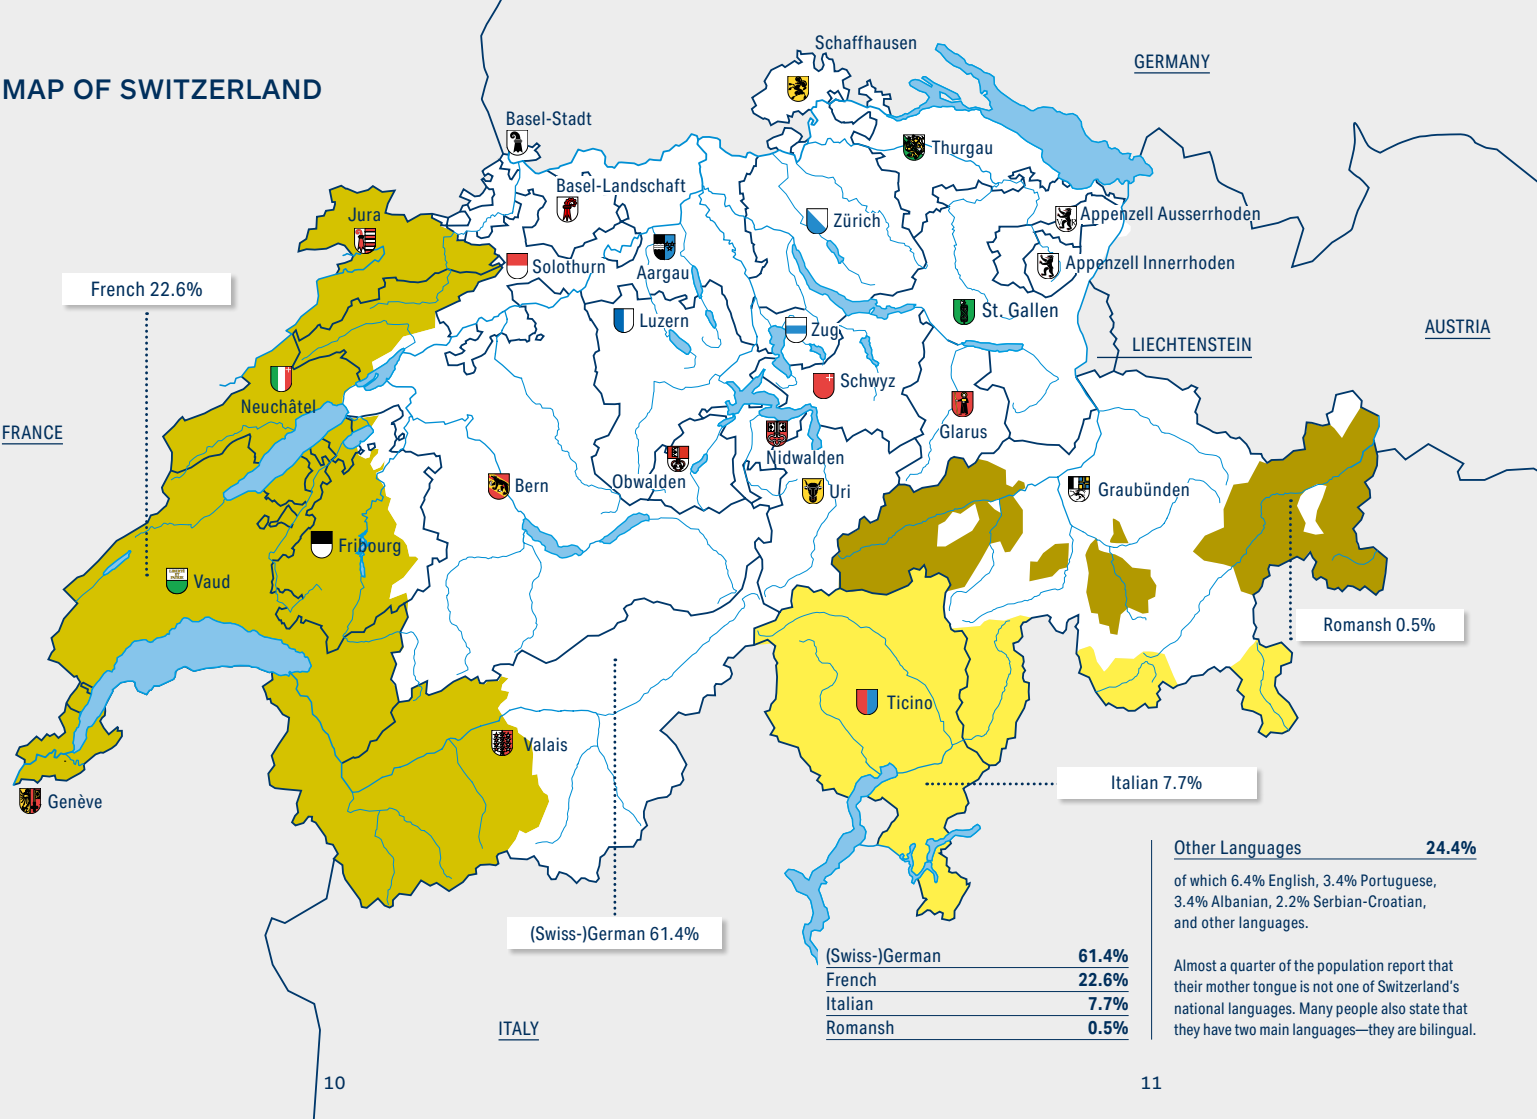 MAP OF SWITZERLAND
Schaffhausen
GERMANY
Basel-Stadt
Thurgau
Basel-Landschaft
Jura
Zürich
Appenzell Ausserrhoden
Solothurn
Aargau
Appenzell Innerrhoden
French 22.6%
Luzern
Zug
St. Gallen
AUSTRIA
LIECHTENSTEIN
Schwyz
Neuchâtel
FRANCE
Glarus
Nidwalden
Obwalden
Bern
Uri
Graubünden
Fribourg
Vaud
Romansh 0.5%
Ticino
Valais
Italian 7.7%
Genève
(Swiss-)German 61.4%
(Swiss-)German 61.4%
French 22.6%
Italian 7.7%
Romansh 0.5%
Other Languages 24.4%
of which 6.4% English, 3.4% Portuguese,
3.4% Albanian, 2.2% Serbian-Croatian,
and other languages.
Almost a quarter of the population report that
their mother tongue is not one of Switzerland's
national languages. Many people also state that
they have two main languages—they are bilingual.
ITALY
10
11